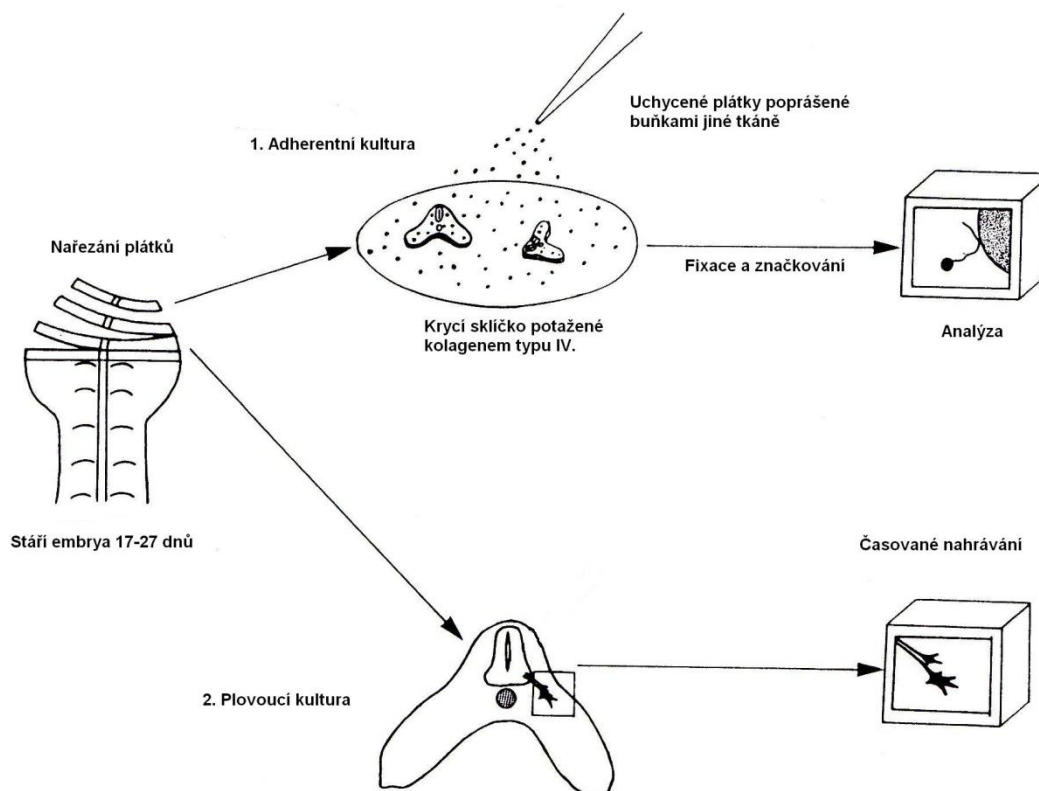 Uchycené plátky poprášené
buňkami jiné tkáně
1. Adherentní kultura
Nařezání plátků
Fixace a značkování
Krycí sklíčko potažené
kolagenem typu IV.
Analýza
Stáří embrya 17-27 dnů
Časované nahrávání
2. Plovoucí kultura